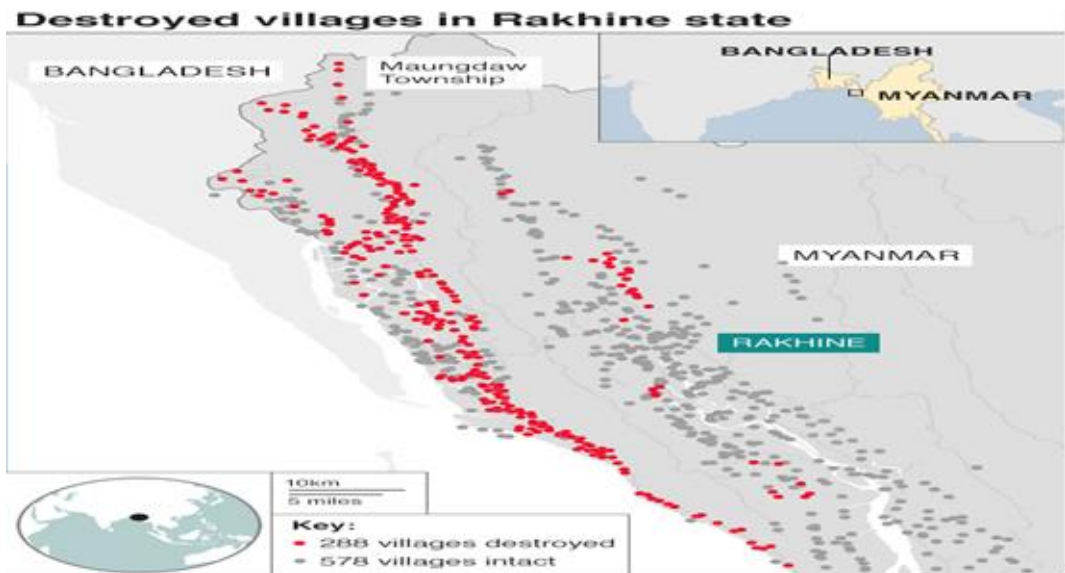 Destroyed villages in Rakhine state
BANGLADESH
Maungdaw
Township
BANGLADESH
MYANMAR
MYANMAR
RAKHINE
10km
5 miles
Key:
288 villages destroyed
578 villages intact